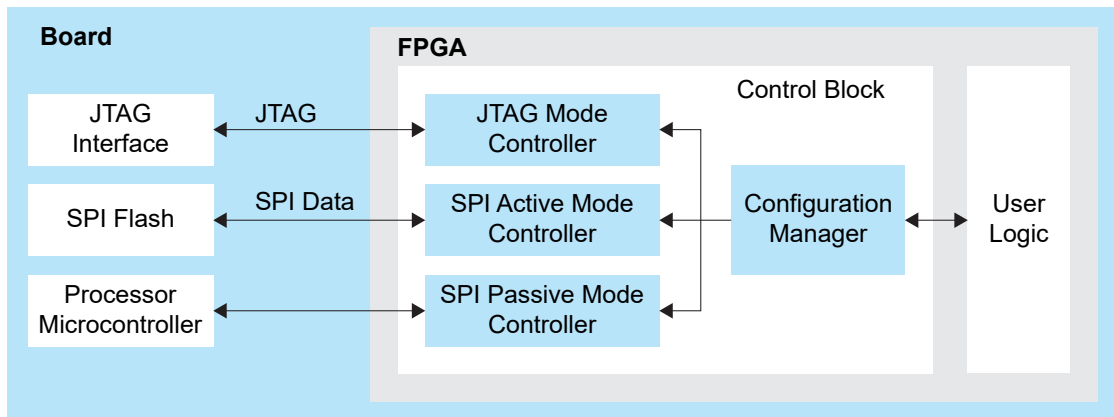 Board
FPGA
Control Block
JTAG
Interface
JTAG
JTAG Mode
Controller
SPI Flash
SPI Data
SPI Active Mode
Controller
Configuration
Manager
User
Logic
Processor
Microcontroller
SPI Passive Mode
Controller